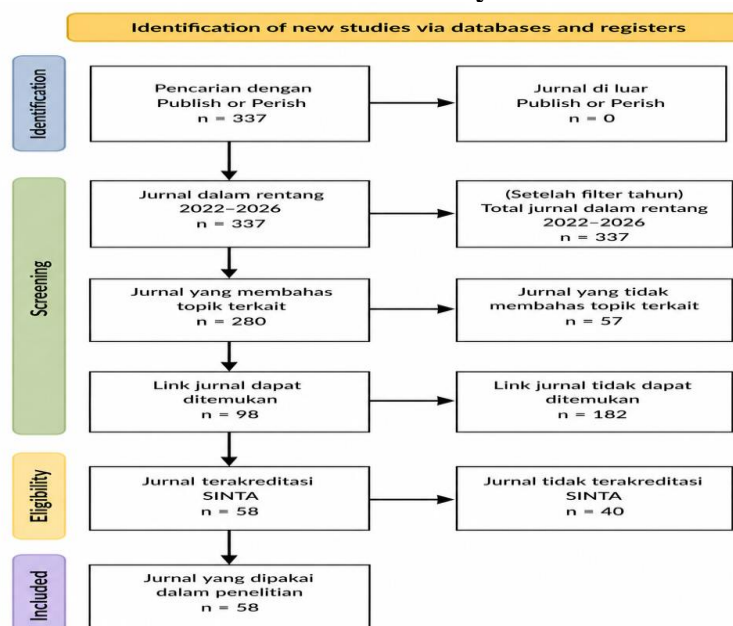 Identification of new studies via databases and registers
Identification
Pencarian dengan
Publish or Perish
n = 337
Jurnal di luar
Publish or Perish
n = 0
Screening
Jurnal dalam rentang
2022–2026
n = 337
(Setelah filter tahun)
Total jurnal dalam rentang
2022–2026
n = 337
Jurnal yang membahas
topik terkait
n = 280
Jurnal yang tidak
membahas topik terkait
n = 57
Link jurnal dapat
ditemukan
n = 98
Link jurnal tidak dapat
ditemukan
n = 182
Eligibility
Jurnal terakreditasi
SINTA
n = 58
Jurnal tidak terakreditasi
SINTA
n = 40
Included
Jurnal yang dipakai
dalam penelitian
n = 58